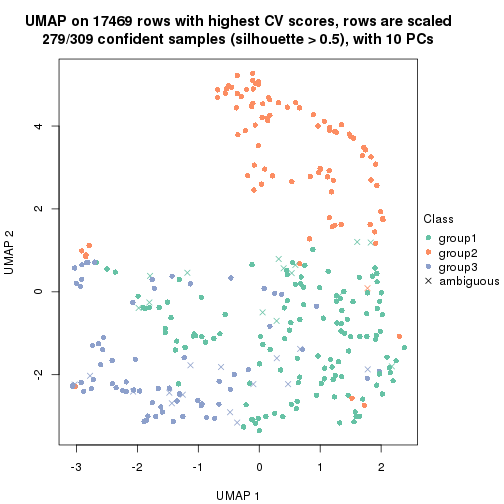 UMAP on 17469 rows with highest CV scores, rows are scaled
279/309 confident samples (silhouette > 0.5), with 10 PCs
4
2
0
-2
UMAP 2
-3
-2
-1
0
1
2
UMAP 1
Class
group1
group2
group3
ambiguous